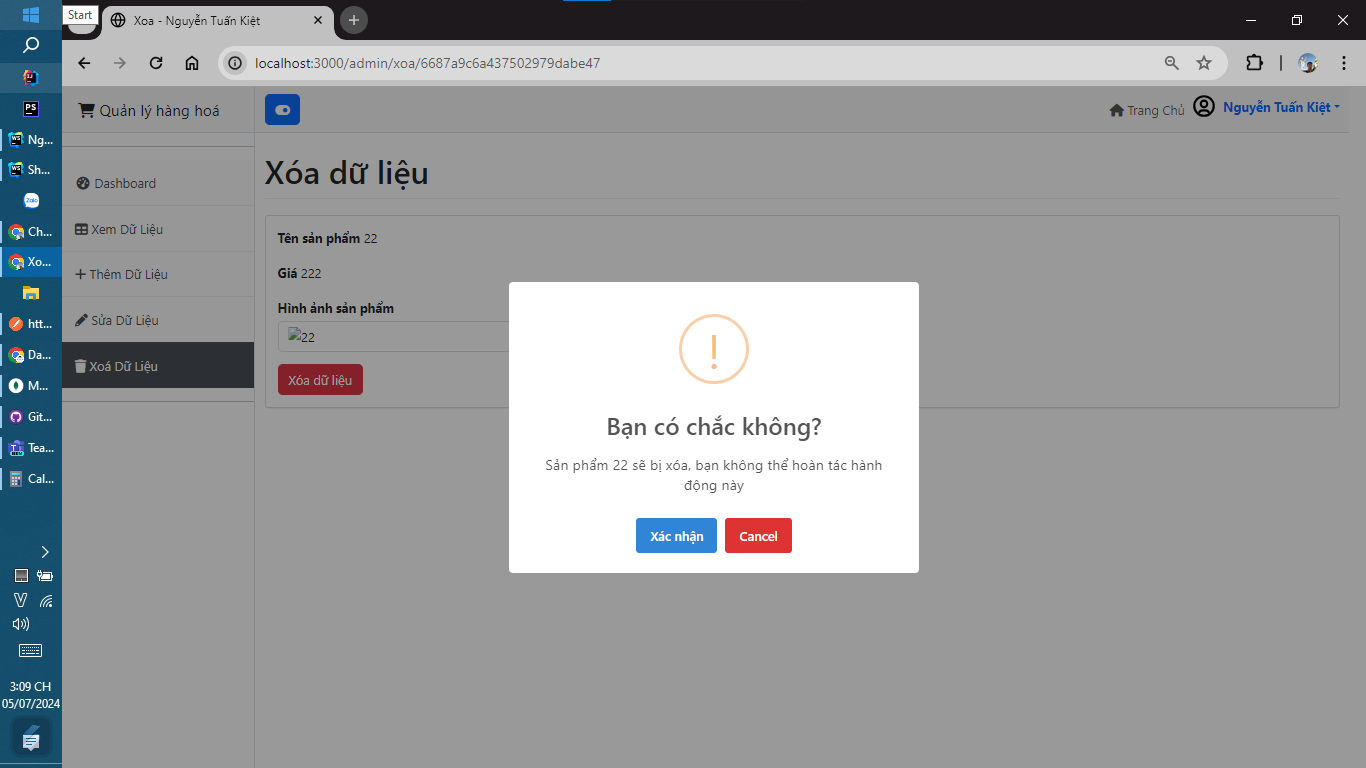 Start
Xoa - Nguyễn Tuấn Kiệt
localhost:3000/admin/xoa/6687a9c6a437502979dabe47
Quản lý hàng hoá
Trang Chủ
Nguyễn Tuấn Kiệt
Xóa dữ liệu
Dashboard
Xem Dữ Liệu
Thêm Dữ Liệu
Sửa Dữ Liệu
Xoá Dữ Liệu
Tên sản phẩm 22
Giá 222
Hình ảnh sản phẩm
22
Xóa dữ liệu
!
Bạn có chắc không?
Sản phẩm 22 sẽ bị xóa, bạn không thể hoàn tác hành
động này
Xác nhận
Cancel
PS
WS
Ng...
WS
Sh...
Zalo
Ch...
Xo...
htt...
Da...
M...
Git...
Tea...
Cal...
V
3:09 CH
05/07/2024